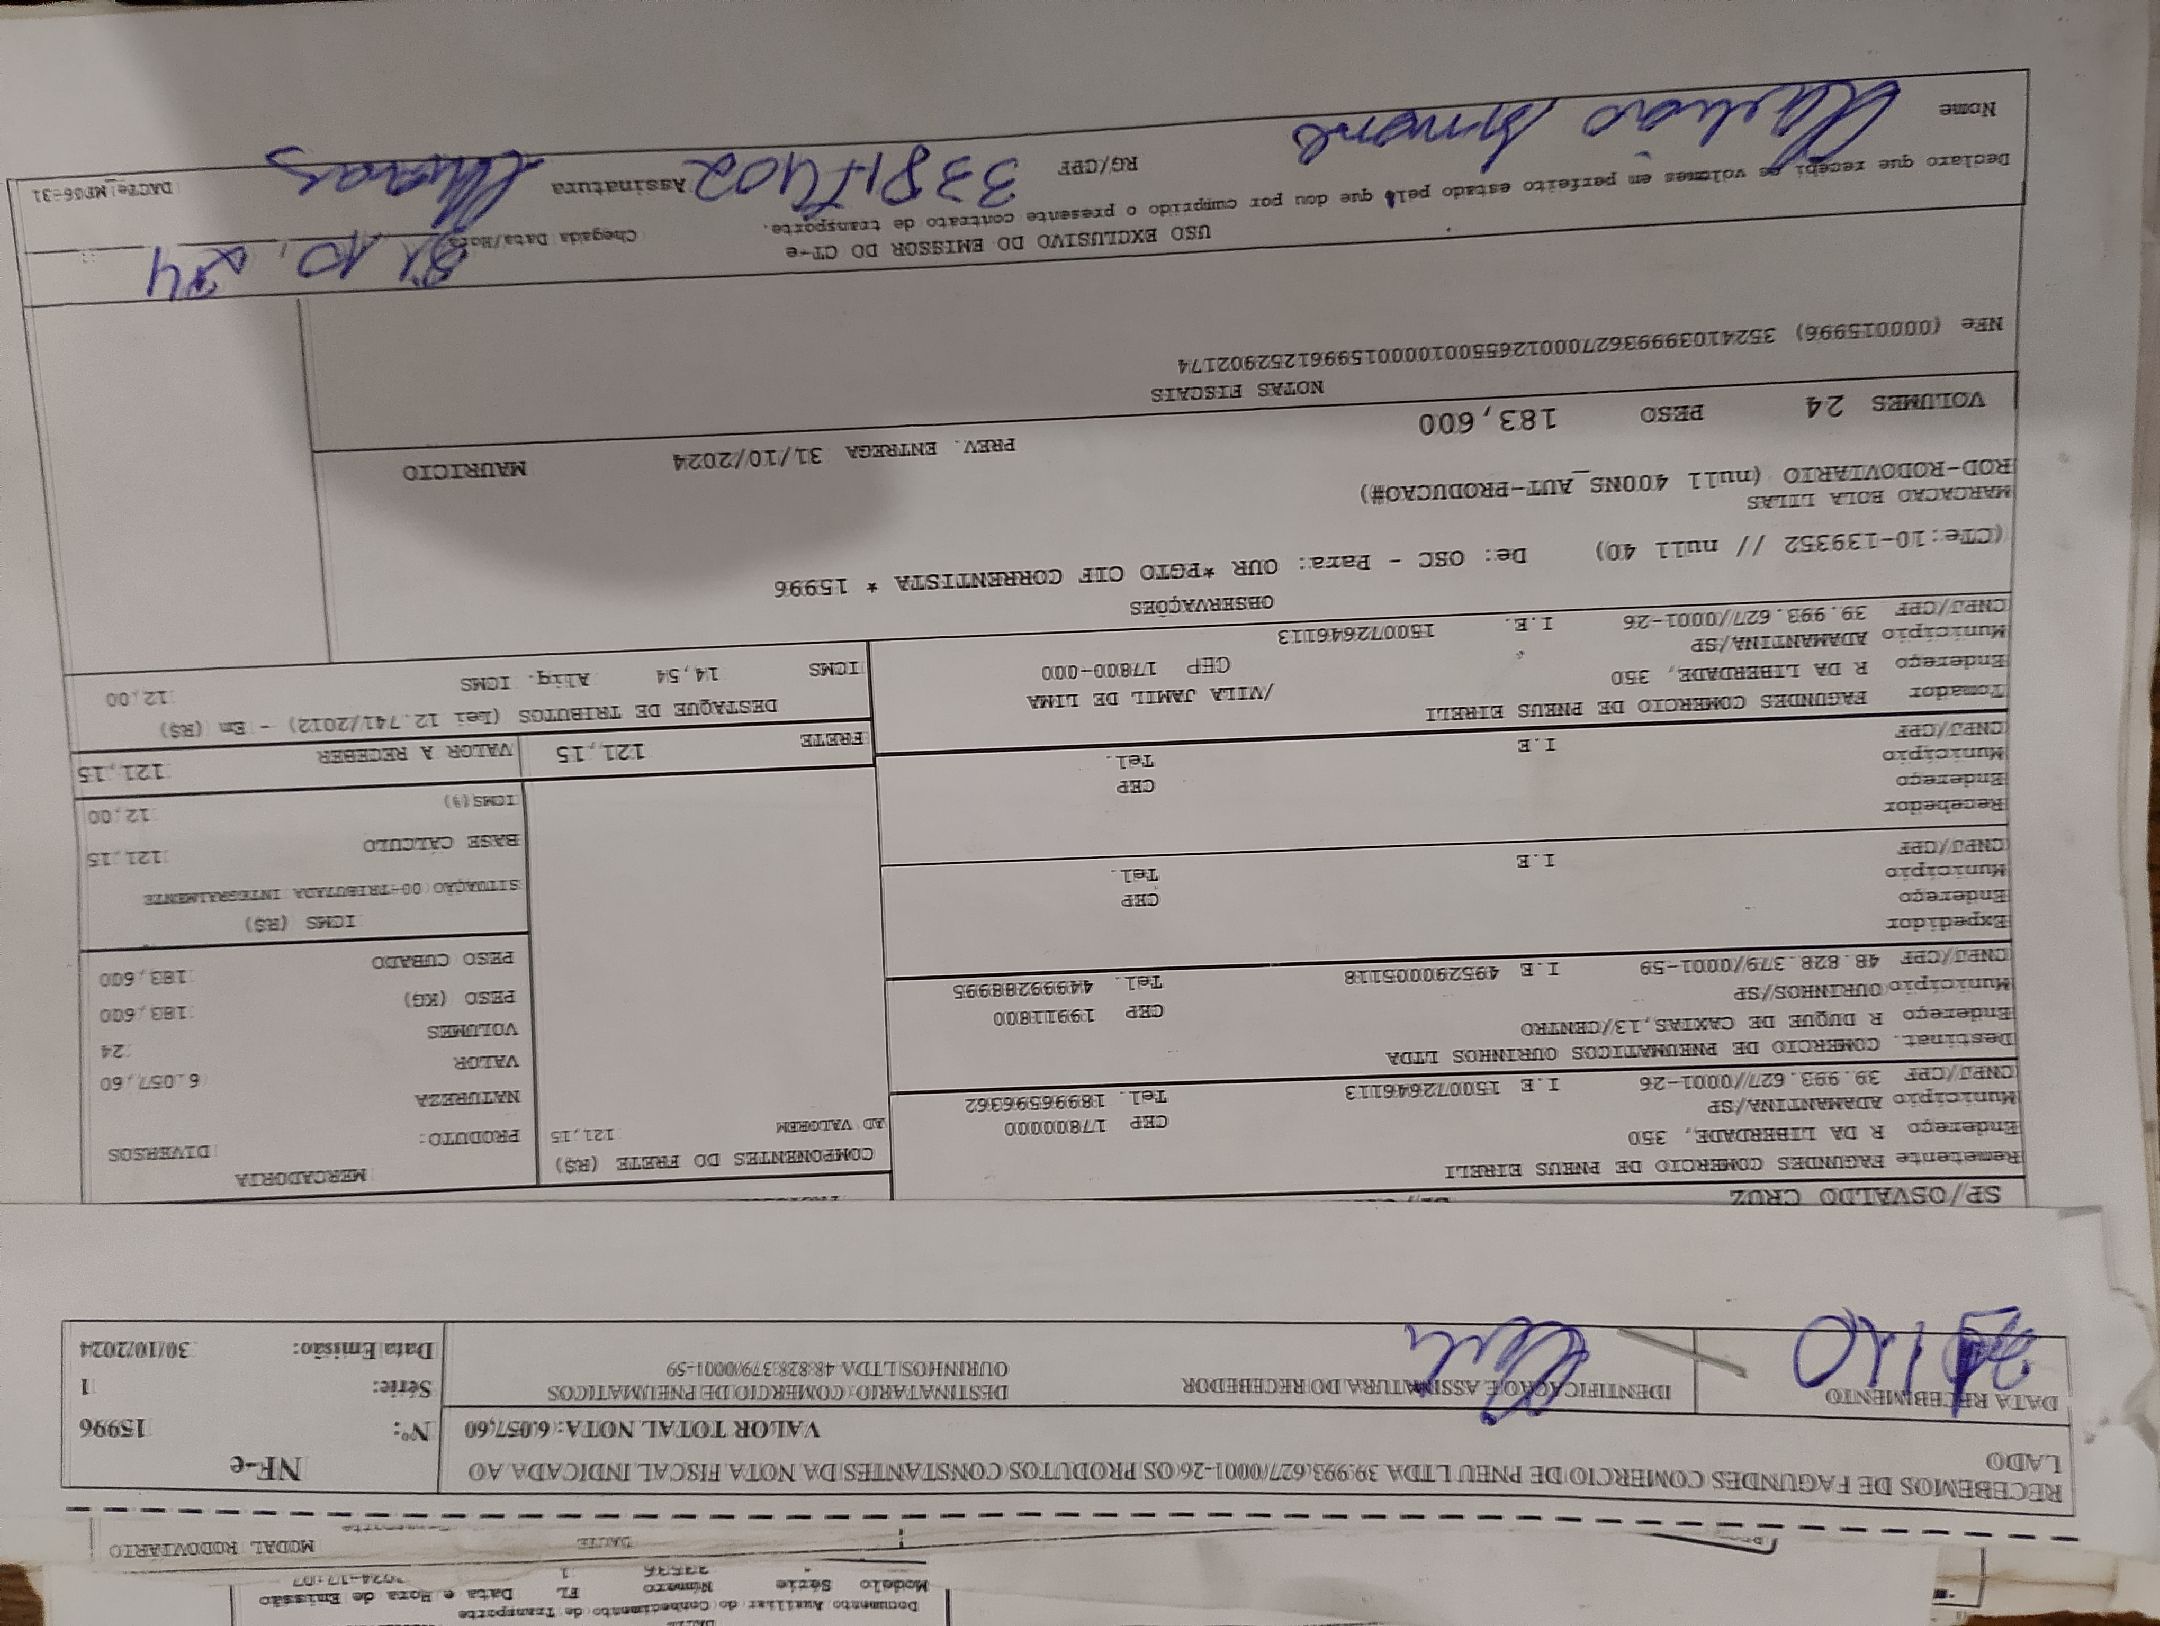 Documento Auxiliar do Conhecimento de Transporte
Modelo Série Número FL Data e Hora de Emissão
MODAL RODOVIÁRIO
RECEBEMOS DE FAGUNDES COMERCIO DE PNEU LTDA 39.993.627/0001-26 OS PRODUTOS CONSTANTES DA NOTA FISCAL INDICADA AO LADO
NF-e
VALOR TOTAL NOTA: 6.057,60
Nº: 15996
DATA RECEBIMENTO
IDENTIFICAÇÃO E ASSINATURA DO RECEBEDOR
DESTINATÁRIO: COMERCIO DE PNEUMATICOS
OURINHOS LTDA 48.828.379/0001-59
Série: 1
Data Emissão: 30/10/2024
SP/OSVALDO CRUZ
Remetente FAGUNDES COMERCIO DE PNEUS EIRELI
Endereço R DA LIBERDADE, 350
CEP 17800000
Município ADAMANTINA/SP
Tel. 18996596362
CNPJ/CPF 39.993.627/0001-26 I.E 150072646113
Destinat. COMERCIO DE PNEUMATICOS OURINHOS LTDA
Endereço R DUQUE DE CAXIAS,13/CENTRO
CEP 19911800
Município OURINHOS/SP
Tel. 44999288995
CNPJ/CPF 48.828.379/0001-59 I.E 495290005118
Expedidor
Endereço CEP
Município Tel.
CNPJ/CPF I.E
Recebedor
Endereço CEP
Município Tel.
CNPJ/CPF I.E
Tomador FAGUNDES COMERCIO DE PNEUS EIRELI /VILA JAMIL DE LIMA
Endereço R DA LIBERDADE, 350 CEP 17800-000
Município ADAMANTINA/SP
CNPJ/CPF 39.993.627/0001-26 I.E. 150072646113
COMPONENTES DO FRETE (R$)
AD VALOREM 121,15
MERCADORIA
PRODUTO: DIVERSOS
NATUREZA
VALOR 6.057,60
VOLUMES 24
PESO (KG) 183,600
PESO CUBADO 183,600
ICMS (R$)
SITUAÇÃO 00-TRIBUTADA INTEGRALMENTE
BASE CÁLCULO 121,15
ICMS(%) 12,00
FRETE 121,15 VALOR A RECEBER 121,15
DESTAQUE DE TRIBUTOS (Lei 12.741/2012) - Em (R$)
ICMS 14,54 Aliq. ICMS 12,00
OBSERVAÇÕES
(CTe:10-139352 // null 40) De: OSC - Para: OUR *PGTO CIF CORRENTISTA * 15996
MARCACAO BOLA LILAS
ROD-RODOVIARIO (null 400NS_AUT-PRODUCAO#)
PREV. ENTREGA 31/10/2024 MAURICIO
VOLUMES 24 PESO 183,600
NOTAS FISCAIS
NFe (000015996) 35241039993627000126550010000159961252902174
USO EXCLUSIVO DO EMISSOR DO CT-e
Declaro que recebi os volumes em perfeito estado pelo que dou por cumprido o presente contrato de transporte.
Chegada Data/Hora 31.10.24
Nome
RG/CPF
Assinatura
DACTe_MF06-31